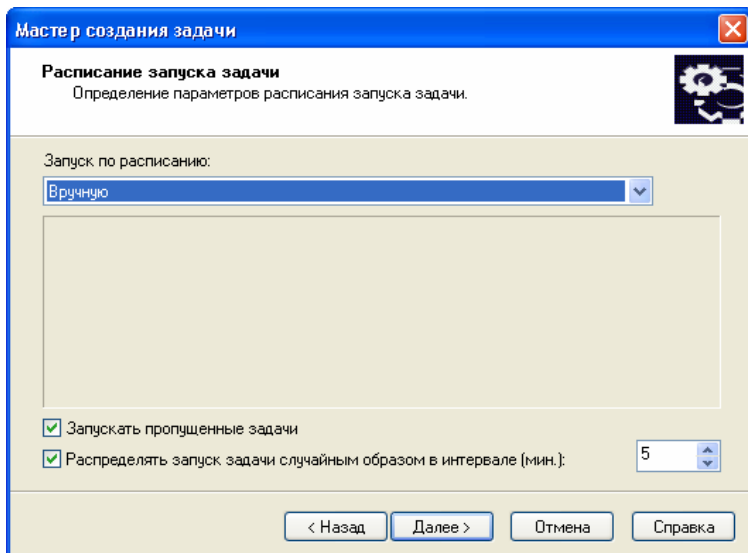 Мастер создания задачи
Расписание запуска задачи
Определение параметров расписания запуска задачи.
Запуск по расписанию:
Вручную
Запускать пропущенные задачи
Распределять запуск задачи случайным образом в интервале (мин.): 5
< Назад Далее > Отмена Справка